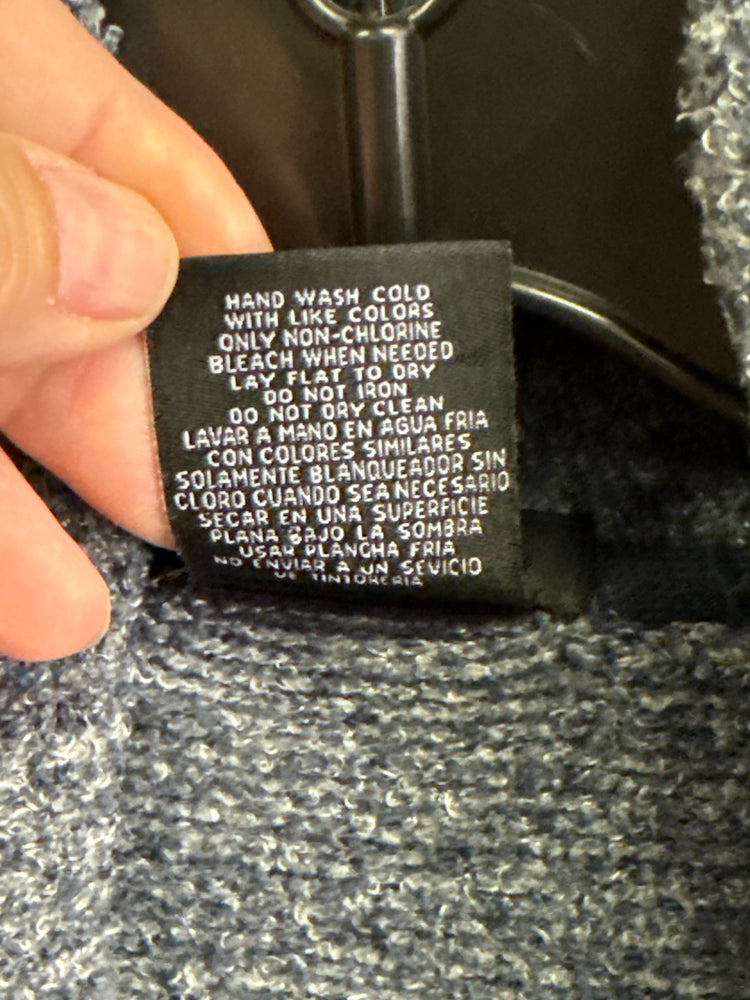 HAND WASH COLD
WITH LIKE COLORS
ONLY NON-CHLORINE
BLEACH WHEN NEEDED
LAY FLAT TO DRY
DO NOT IRON
DO NOT DRY CLEAN
LAVAR A MANO EN AGUA FRIA
CON COLORES SIMILARES
SOLAMENTE BLANQUEADOR SIN
CLORO CUANDO SEA NECESARIO
SECAR EN UNA SUPERFICIE
PLANA BAJO LA SOMBRA
USAR PLANCHA FRIA
NO ENVIAR A UN SEVICIO
DE TINTORERIA